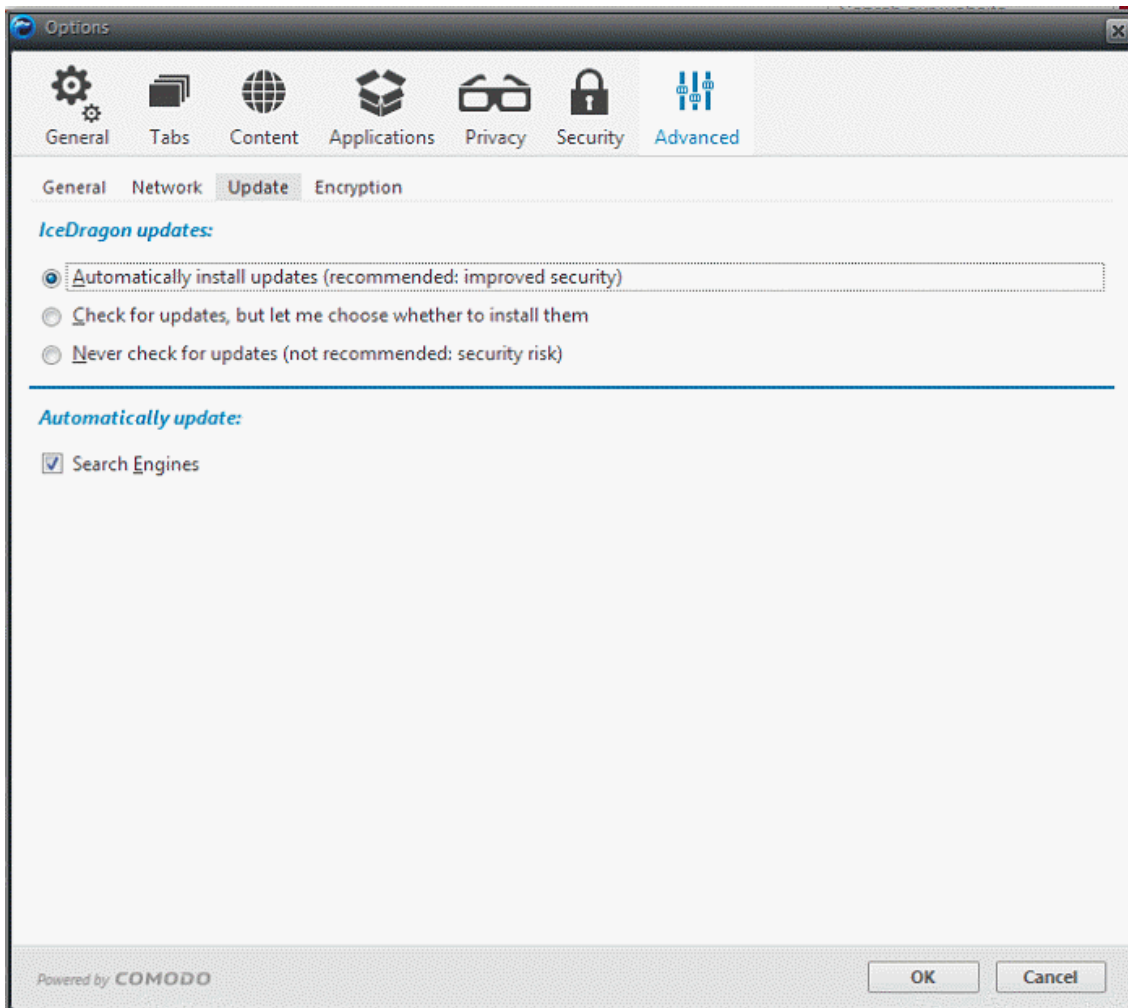 Options
General Tabs Content Applications Privacy Security Advanced
General Network Update Encryption
IceDragon updates:
Automatically install updates (recommended: improved security)
Check for updates, but let me choose whether to install them
Never check for updates (not recommended: security risk)
Automatically update:
Search Engines
Powered by COMODO OK Cancel